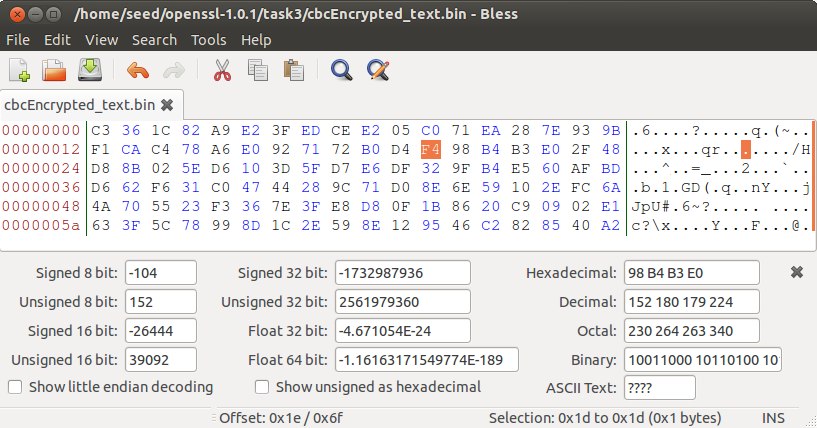 /home/seed/openssl-1.0.1/task3/cbcEncrypted_text.bin - Bless
File Edit View Search Tools Help
cbcEncrypted_text.bin
00000000 C3 36 1C 82 A9 E2 3F ED CE E2 05 C0 71 EA 28 7E 93 9B .6....?.....q.(~..
00000012 F1 CA C4 78 A6 E0 92 71 72 B0 D4 F4 98 B4 B3 E0 2F 48 ...x...qr...../H
00000024 D8 8B 02 5E D6 10 3D 5F D7 E6 DF 32 9F B4 E5 60 AF BD ...^..=_...2...`..
00000036 D6 62 F6 31 C0 47 44 28 9C 71 D0 8E 6E 59 10 2E FC 6A .b.1.GD(.q..nY...j
00000048 4A 70 55 23 F3 36 7E 3F E8 D8 0F 1B 86 20 C9 09 02 E1 JpU#.6~?..... ....
0000005a 63 3F 5C 78 99 8D 1C 2E 59 8E 12 95 46 C2 82 85 40 A2 c?\x....Y...F...@.
Signed 8 bit: -104 Signed 32 bit: -1732987936 Hexadecimal: 98 B4 B3 E0
Unsigned 8 bit: 152 Unsigned 32 bit: 2561979360 Decimal: 152 180 179 224
Signed 16 bit: -26444 Float 32 bit: -4.671054E-24 Octal: 230 264 263 340
Unsigned 16 bit: 39092 Float 64 bit: -1.16163171549774E-189 Binary: 10011000 10110100 10
Show little endian decoding Show unsigned as hexadecimal ASCII Text: ????
Offset: 0x1e / 0x6f Selection: 0x1d to 0x1d (0x1 bytes) INS